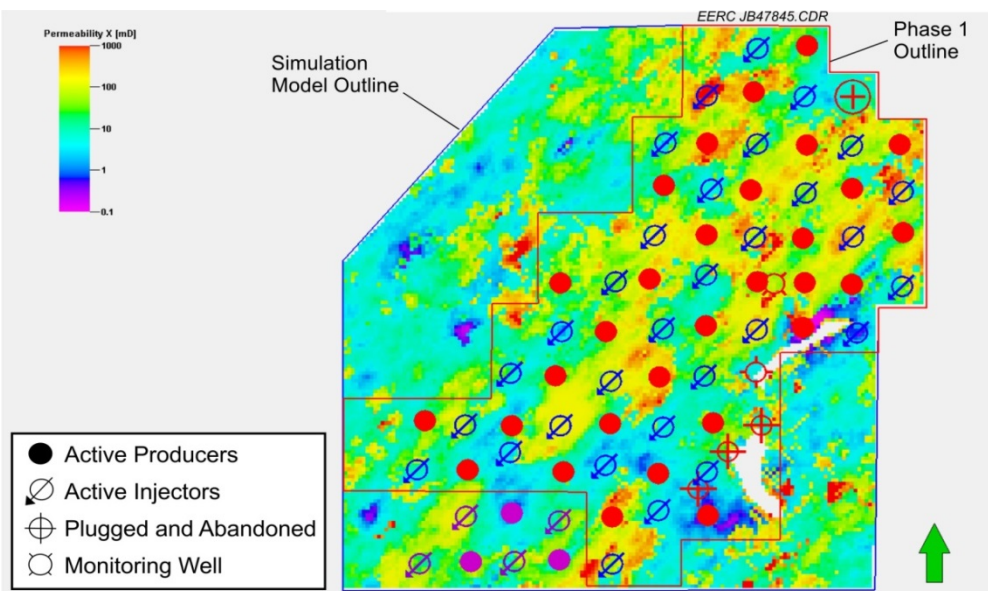 EERC JB47845.CDR
Permeability X [mD]
1000
100
10
1
0.1
Simulation
Model Outline
Phase 1
Outline
Active Producers
Active Injectors
Plugged and Abandoned
Monitoring Well